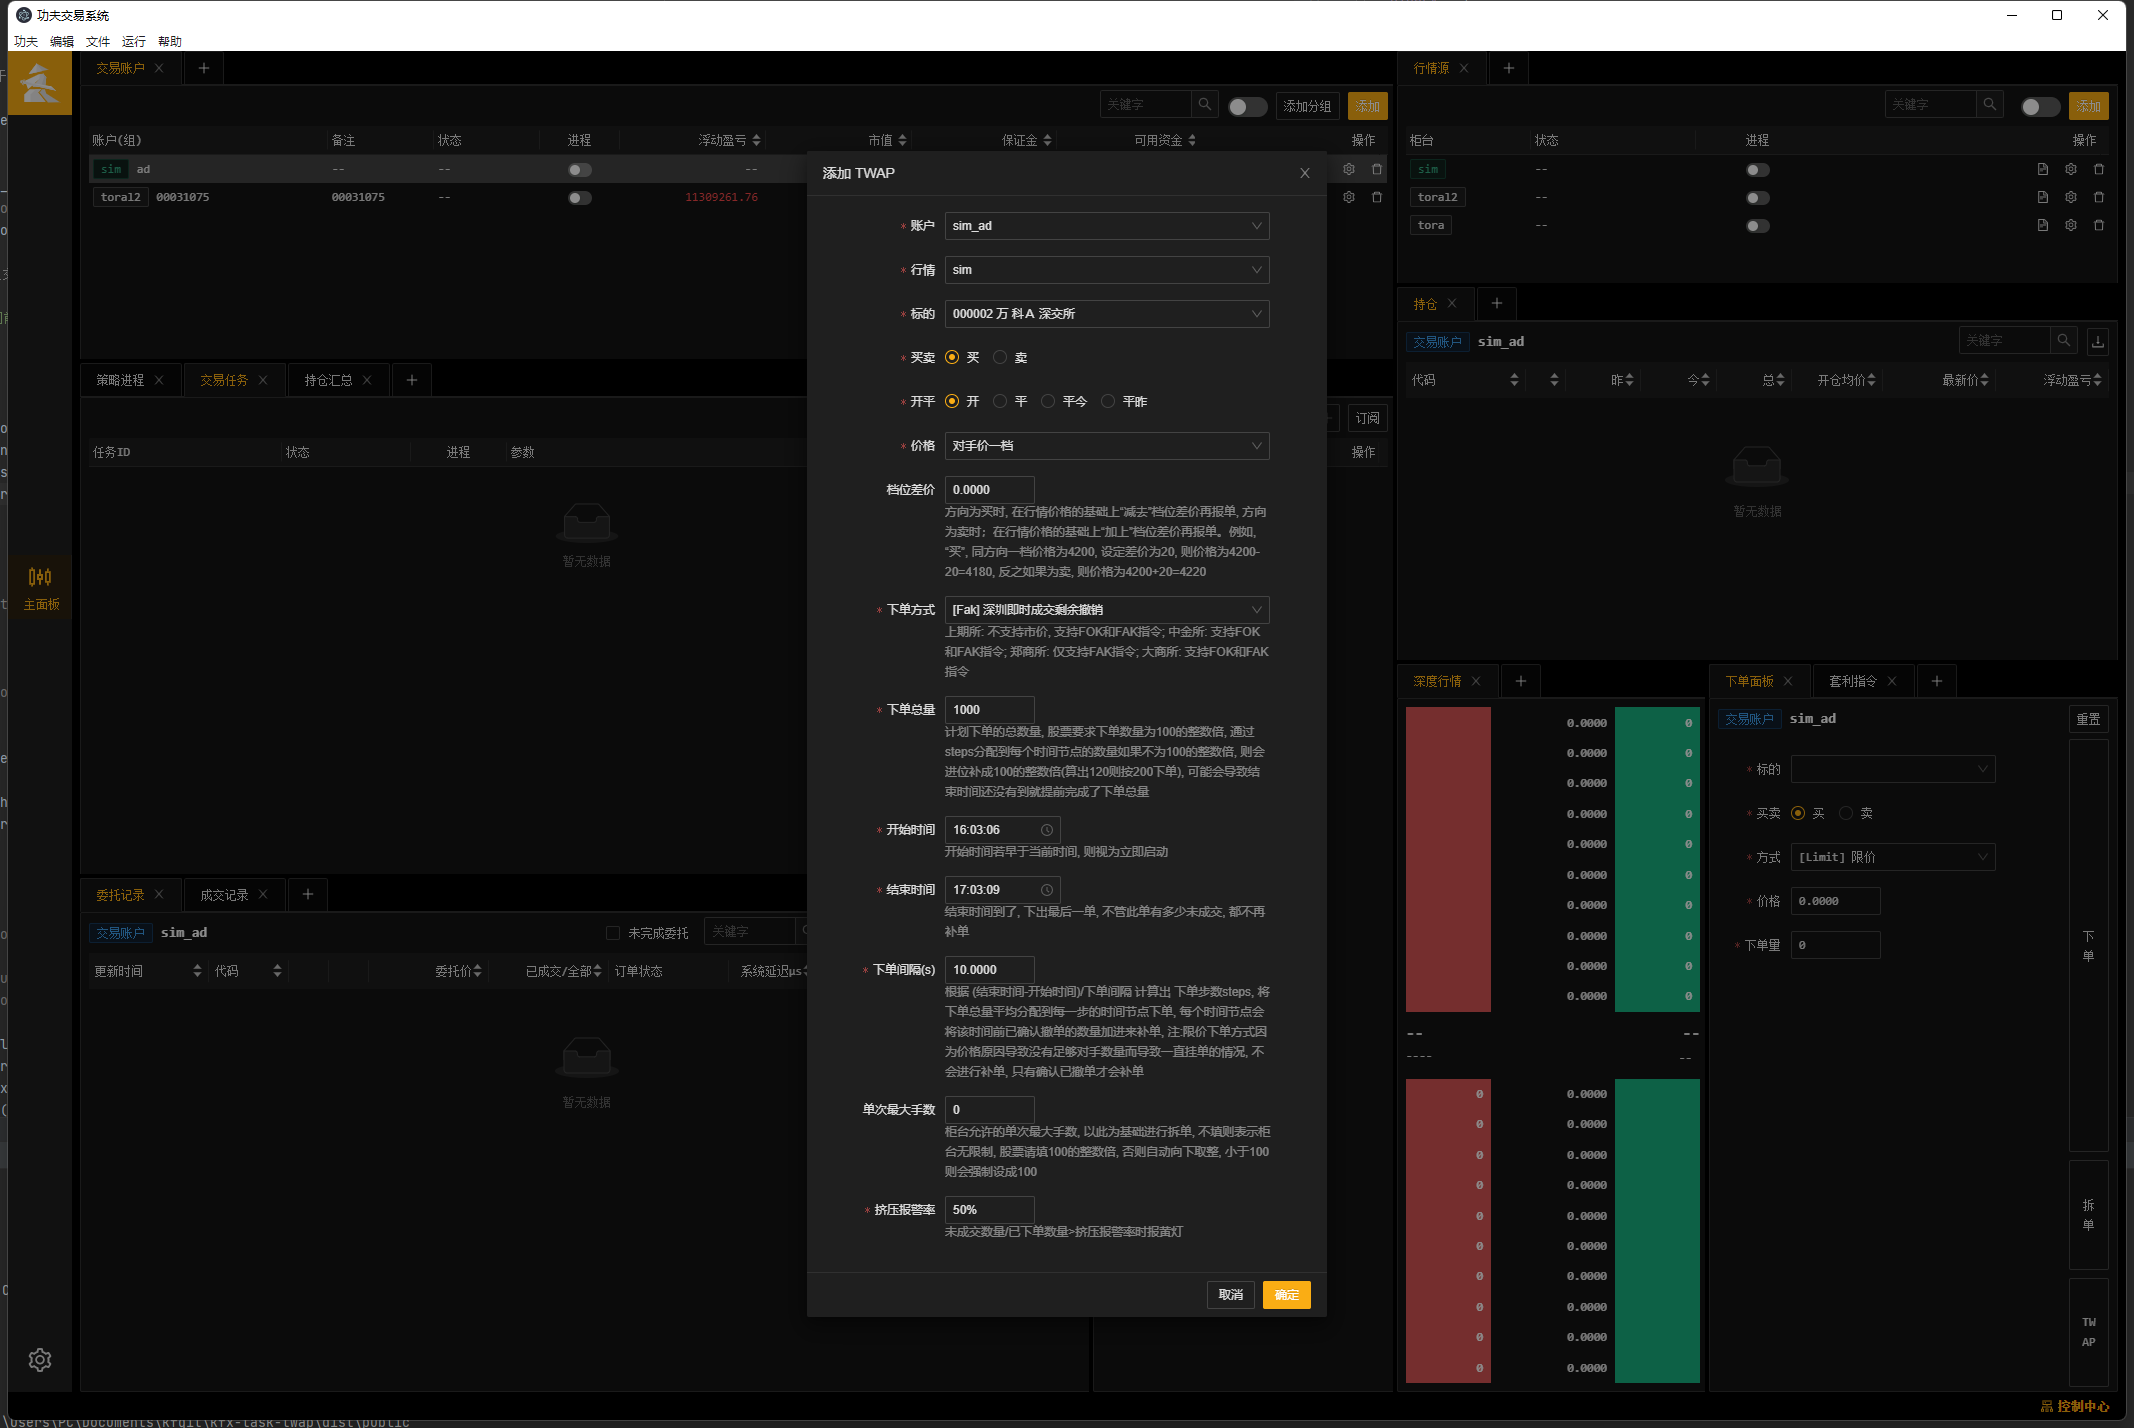 功夫交易系统
功夫 编辑 文件 运行 帮助
交易账户
行情源
关键字 添加分组 添加
关键字 添加
账户(组) 备注 状态 进程 浮动盈亏 市值 保证金 可用资金 操作
柜台 状态 进程 操作
sim ad -- -- --
toral2 00031075 00031075 -- 11309261.76
sim --
toral2 --
tora --
添加 TWAP
* 账户 sim_ad
* 行情 sim
* 标的 000002 万 科A 深交所
* 买卖 买 卖
* 开平 开 平 平今 平昨
* 价格 对手价一档
档位差价 0.0000
方向为买时, 在行情价格的基础上"减去"档位差价再报单, 方向
为卖时；在行情价格的基础上"加上"档位差价再报单。例如,
"买", 同方向一档价格为4200, 设定差价为20, 则价格为4200-
20=4180, 反之如果为卖, 则价格为4200+20=4220
* 下单方式 [Fak] 深圳即时成交剩余撤销
上期所: 不支持市价, 支持FOK和FAK指令; 中金所: 支持FOK
和FAK指令; 郑商所: 仅支持FAK指令; 大商所: 支持FOK和FAK
指令
* 下单总量 1000
计划下单的总数量, 股票要求下单数量为100的整数倍, 通过
steps分配到每个时间节点的数量如果不为100的整数倍, 则会
进位补成100的整数倍(算出120则按200下单), 可能会导致结
束时间还没有到就提前完成了下单总量
* 开始时间 16:03:06
开始时间若早于当前时间, 则视为立即启动
* 结束时间 17:03:09
结束时间到了, 下出最后一单, 不管此单有多少未成交, 都不再
补单
* 下单间隔(s) 10.0000
根据 (结束时间-开始时间)/下单间隔 计算出 下单步数steps, 将
下单总量平均分配到每一步的时间节点下单, 每个时间节点会
将该时间前已确认撤单的数量加进来补单, 注:限价下单方式因
为价格原因导致没有足够对手数量而导致一直挂单的情况, 不
会进行补单, 只有确认已撤单才会补单
单次最大手数 0
柜台允许的单次最大手数, 以此为基础进行拆单, 不填则表示柜
台无限制, 股票请填100的整数倍, 否则自动向下取整, 小于100
则会强制设成100
* 挤压报警率 50%
未成交数量/已下单数量>挤压报警率时报黄灯
取消 确定
策略进程 交易任务 持仓汇总
订阅
任务ID 状态 进程 参数 操作
暂无数据
主面板
委托记录 成交记录
交易账户 sim_ad 未完成委托 关键字
更新时间 代码 委托价 已成交/全部 订单状态 系统延迟μs
暂无数据
持仓
交易账户 sim_ad 关键字
代码 昨 今 总 开仓均价 最新价 浮动盈亏
暂无数据
深度行情
0.0000 0
0.0000 0
0.0000 0
0.0000 0
0.0000 0
0.0000 0
0.0000 0
0.0000 0
0.0000 0
0.0000 0
-- --
---- --
0 0.0000
0 0.0000
0 0.0000
0 0.0000
0 0.0000
0 0.0000
0 0.0000
0 0.0000
0 0.0000
0 0.0000
下单面板 套利指令
交易账户 sim_ad 重置
* 标的
* 买卖 买 卖
* 方式 [Limit] 限价
* 价格 0.0000
* 下单量 0
下
单
拆
单
TW
AP
控制中心
\Users\PC\Documents\kfgit\kfx-task-twap\dist\public